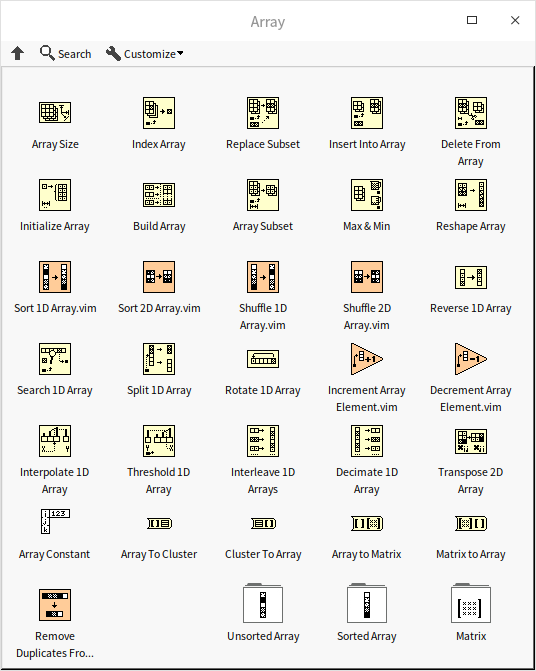 Array
Search
Customize
Array Size
Index Array
Replace Subset
Insert Into Array
Delete From
Array
Initialize Array
Build Array
Array Subset
Max & Min
Reshape Array
Sort 1D Array.vim
Sort 2D Array.vim
Shuffle 1D
Array.vim
Shuffle 2D
Array.vim
Reverse 1D Array
Search 1D Array
Split 1D Array
Rotate 1D Array
+1
Increment Array
Element.vim
-1
Decrement Array
Element.vim
Interpolate 1D
Array
Threshold 1D
Array
Interleave 1D
Arrays
Decimate 1D
Array
Transpose 2D
Array
i 123
j
k
Array Constant
Array To Cluster
Cluster To Array
Array to Matrix
Matrix to Array
Remove
Duplicates Fro...
Unsorted Array
Sorted Array
Matrix